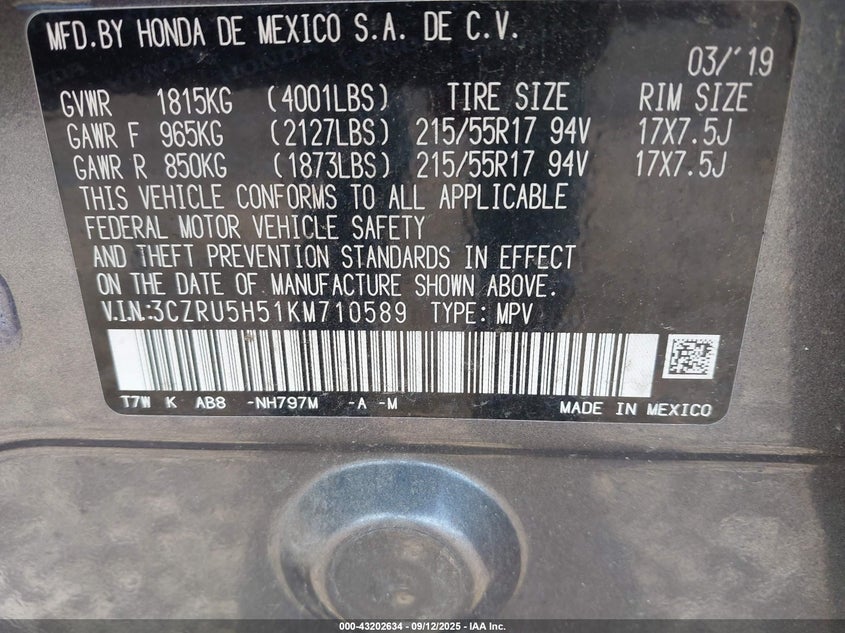 MFD.BY HONDA DE MEXICO S.A. DE C.V.
03/'19
GVWR 1815KG (4001LBS) TIRE SIZE RIM SIZE
GAWR F 965KG (2127LBS) 215/55R17 94V 17X7.5J
GAWR R 850KG (1873LBS) 215/55R17 94V 17X7.5J
THIS VEHICLE CONFORMS TO ALL APPLICABLE
FEDERAL MOTOR VEHICLE SAFETY
AND THEFT PREVENTION STANDARDS IN EFFECT
ON THE DATE OF MANUFACTURE SHOWN ABOVE.
V.I.N.:3CZRU5H51KM710589 TYPE: MPV
T7W K AB8 -NH797M -A -M MADE IN MEXICO
000-43202634 - 09/12/2025 - IAA Inc.